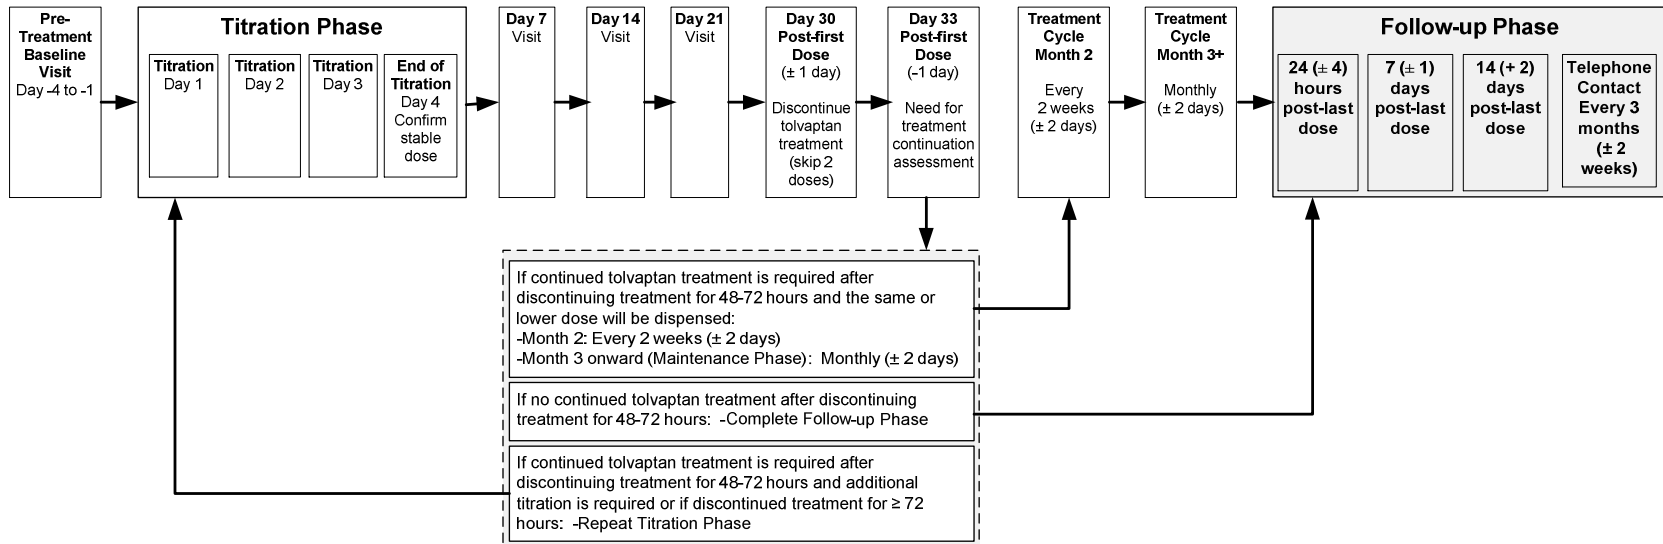 Pre-
Treatment
Baseline
Visit
Day -4 to -1
Titration Phase
Titration
Day 1
Titration
Day 2
Titration
Day 3
End of
Titration
Day 4
Confirm
stable
dose
Day 7
Visit
Day 14
Visit
Day 21
Visit
Day 30
Post-first
Dose
(± 1 day)
Discontinue
tolvaptan
treatment
(skip 2
doses)
Day 33
Post-first
Dose
(-1 day)
Need for
treatment
continuation
assessment
Treatment
Cycle
Month 2
Every
2 weeks
(± 2 days)
Treatment
Cycle
Month 3+
Monthly
(± 2 days)
Follow-up Phase
24 (± 4)
hours
post-last
dose
7 (± 1)
days
post-last
dose
14 (+ 2)
days
post-last
dose
Telephone
Contact
Every 3
months
(± 2
weeks)
If continued tolvaptan treatment is required after
discontinuing treatment for 48-72 hours and the same or
lower dose will be dispensed:
-Month 2: Every 2 weeks (± 2 days)
-Month 3 onward (Maintenance Phase): Monthly (± 2 days)
If no continued tolvaptan treatment after discontinuing
treatment for 48-72 hours: -Complete Follow-up Phase
If continued tolvaptan treatment is required after
discontinuing treatment for 48-72 hours and additional
titration is required or if discontinued treatment for ≥ 72
hours: -Repeat Titration Phase